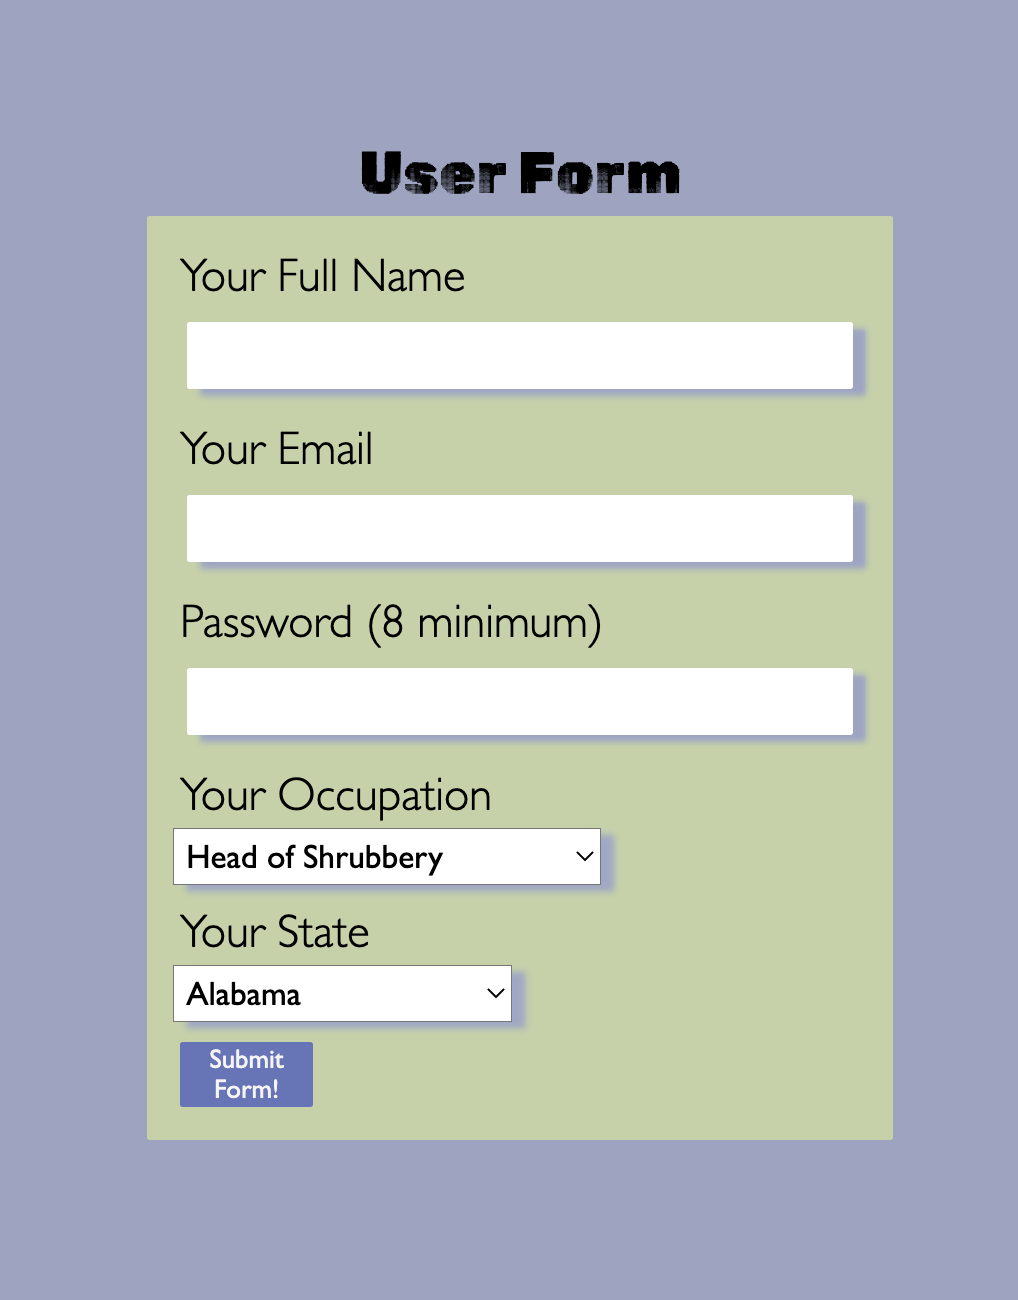 User Form
Your Full Name
Your Email
Password (8 minimum)
Your Occupation
Head of Shrubbery
Your State
Alabama
Submit
Form!